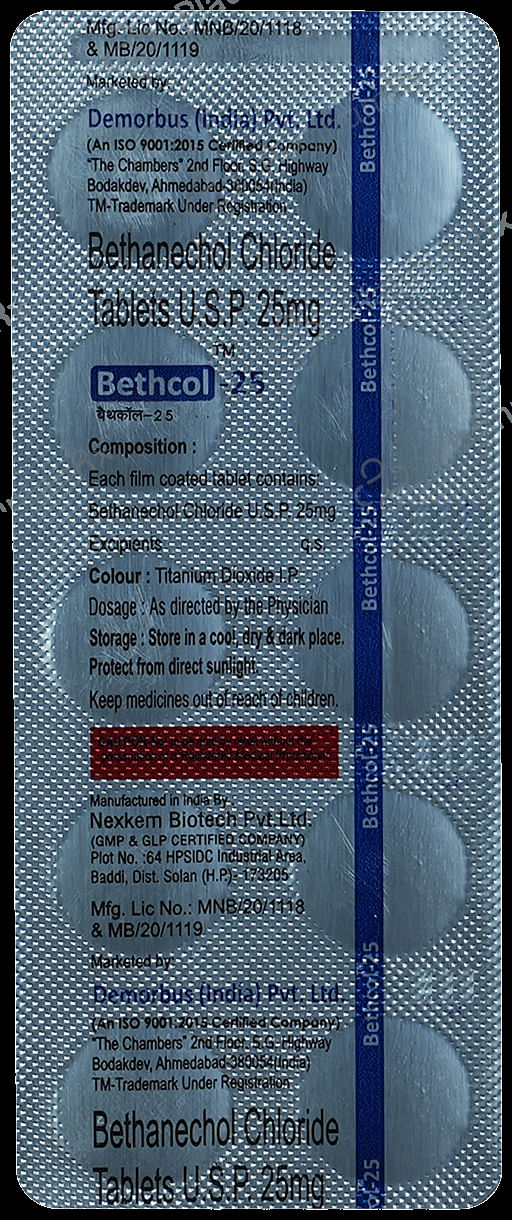 Mfg. Lic No.: MNB/20/1118
& MB/20/1119
Marketed by:
Demorbus (India) Pvt. Ltd.
(An ISO 9001:2015 Certified Company)
"The Chambers" 2nd Floor, S.G. Highway
Bodakdev, Ahmedabad-380054(India)
TM-Trademark Under Registration
Bethanechol Chloride
Tablets U.S.P. 25mg
TM
Bethcol -25
बैथकॉल-25
Composition :
Each film coated tablet contains:
Bethanechol Chloride U.S.P. 25mg
Excipients q.s.
Colour : Titanium Dioxide I.P.
Dosage : As directed by the Physician
Storage : Store in a cool, dry & dark place.
Protect from direct sunlight.
Keep medicines out of reach of children.
Manufactured in India By
Nexkem Biotech Pvt.Ltd.
(GMP & GLP CERTIFIED COMPANY)
Plot No. :64 HPSIDC Industrial Area,
Baddi, Dist. Solan (H.P.)- 173205
Mfg. Lic No.: MNB/20/1118
& MB/20/1119
Marketed by:
Demorbus (India) Pvt. Ltd.
(An ISO 9001:2015 Certified Company)
"The Chambers" 2nd Floor, S.G. Highway
Bodakdev, Ahmedabad-380054(India)
TM-Trademark Under Registration
Bethanechol Chloride
Tablets U.S.P. 25mg
Bethcol-25
Bethcol-25
Bethcol-25
Bethcol-25
Bethcol-25
ol-25